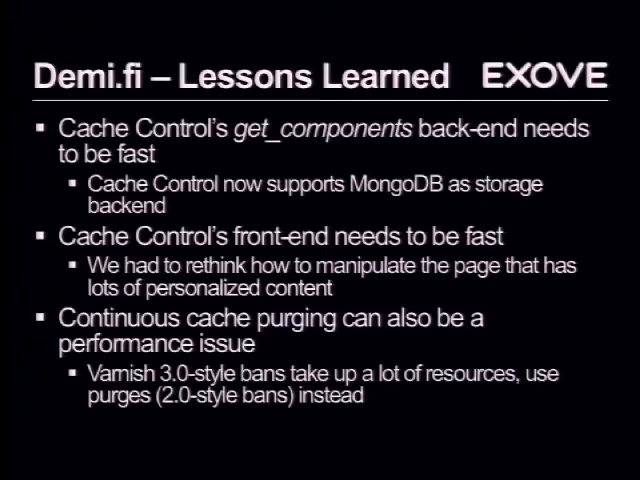 Demi.fi – Lessons Learned EXOVE
▪ Cache Control's get_components back-end needs
to be fast
▪ Cache Control now supports MongoDB as storage
backend
▪ Cache Control's front-end needs to be fast
▪ We had to rethink how to manipulate the page that has
lots of personalized content
▪ Continuous cache purging can also be a
performance issue
▪ Varnish 3.0-style bans take up a lot of resources, use
purges (2.0-style bans) instead